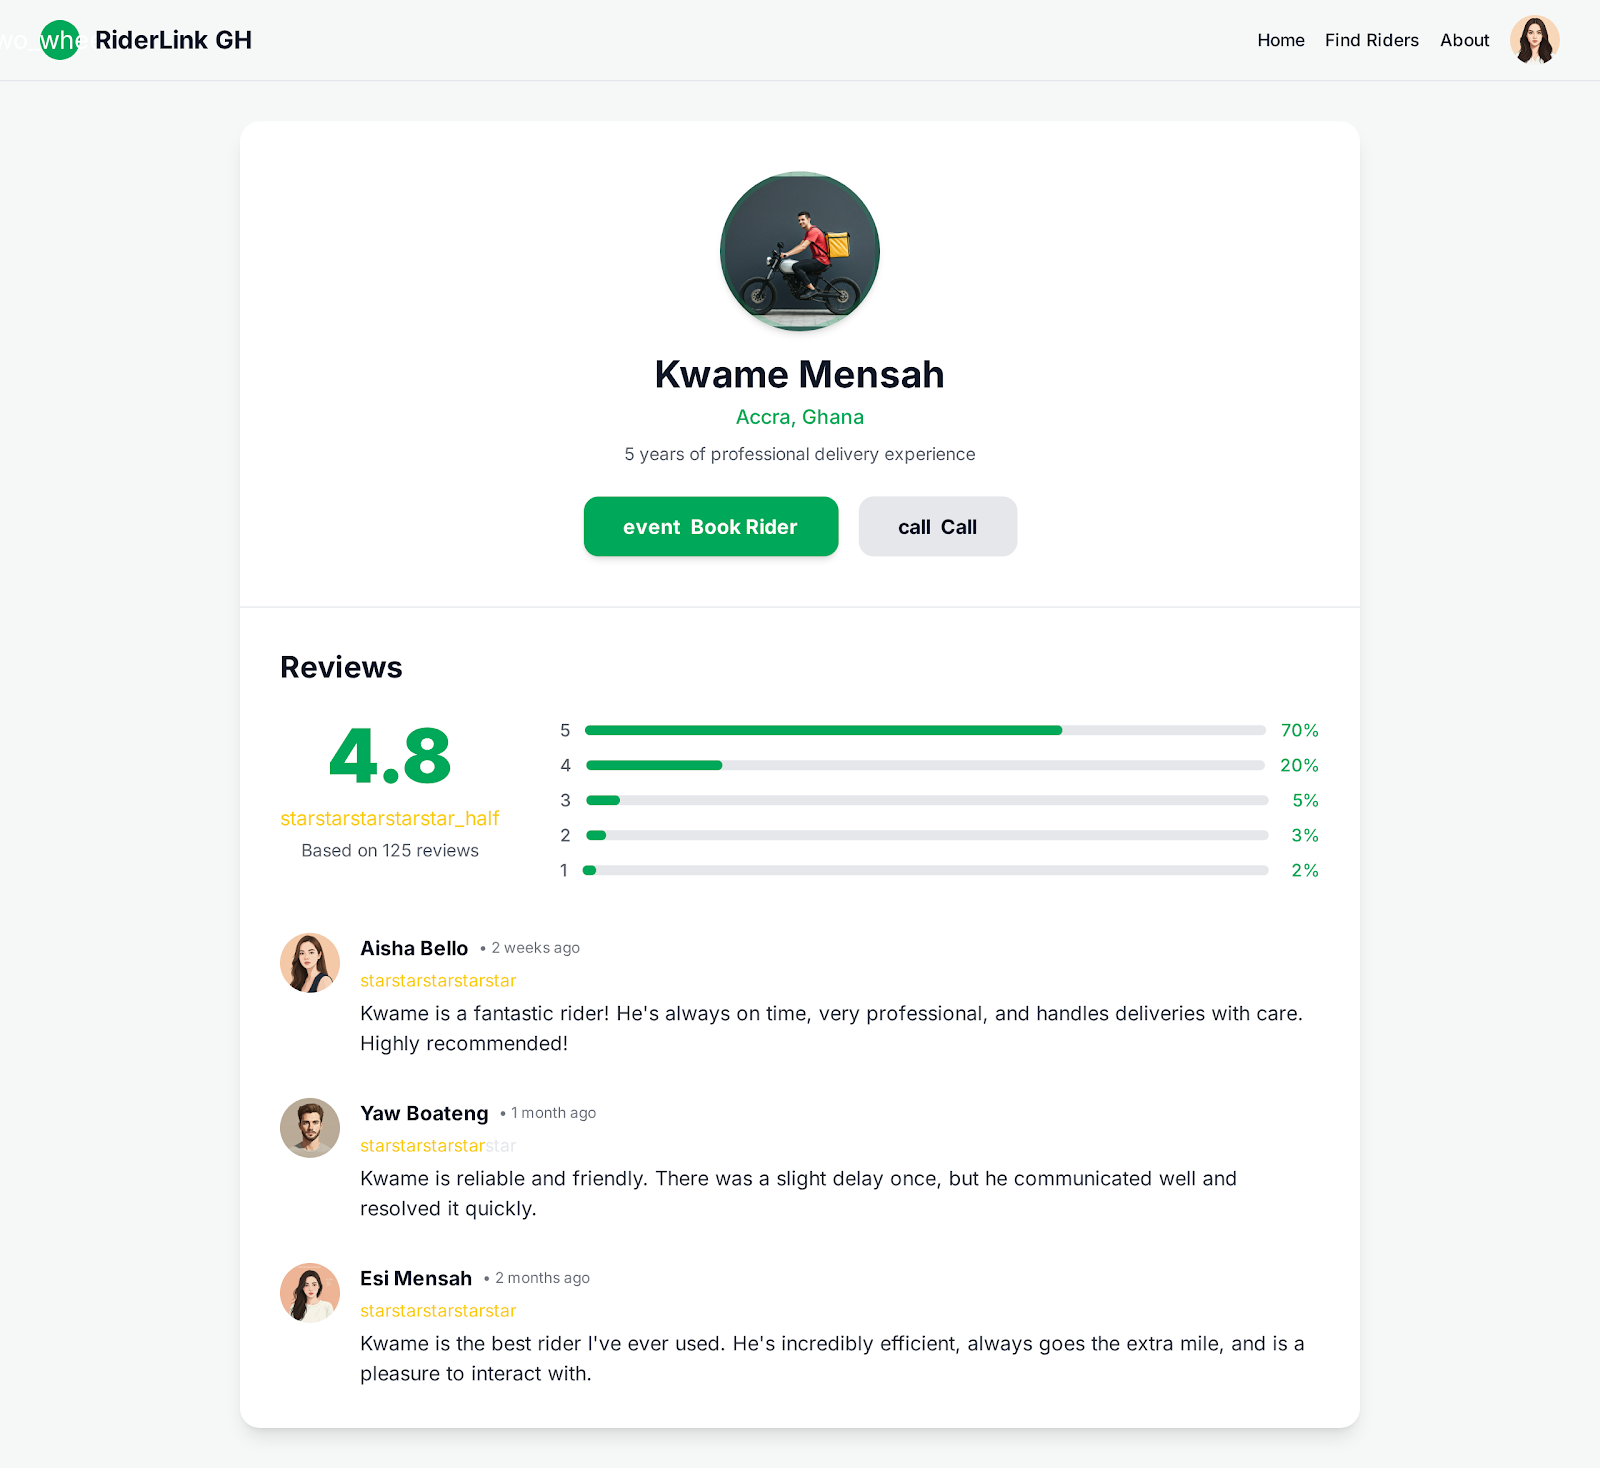 wo_whe RiderLink GH Home Find Riders About
Kwame Mensah
Accra, Ghana
5 years of professional delivery experience
event Book Rider call Call
Reviews
4.8
starstarstarstarstar_half
Based on 125 reviews
5 70%
4 20%
3 5%
2 3%
1 2%
Aisha Bello • 2 weeks ago
starstarstarstarstar
Kwame is a fantastic rider! He's always on time, very professional, and handles deliveries with care.
Highly recommended!
Yaw Boateng • 1 month ago
starstarstarstarstar
Kwame is reliable and friendly. There was a slight delay once, but he communicated well and
resolved it quickly.
Esi Mensah • 2 months ago
starstarstarstarstar
Kwame is the best rider I've ever used. He's incredibly efficient, always goes the extra mile, and is a
pleasure to interact with.